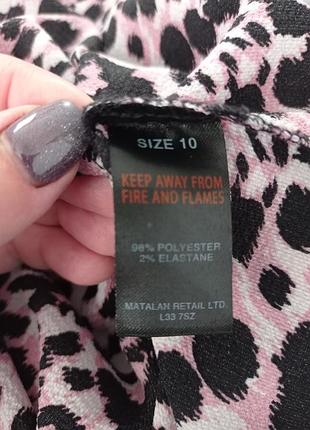 SIZE 10
KEEP AWAY FROM
FIRE AND FLAMES
98% POLYESTER
2% ELASTANE
MATALAN RETAIL LTD.
L33 7SZ